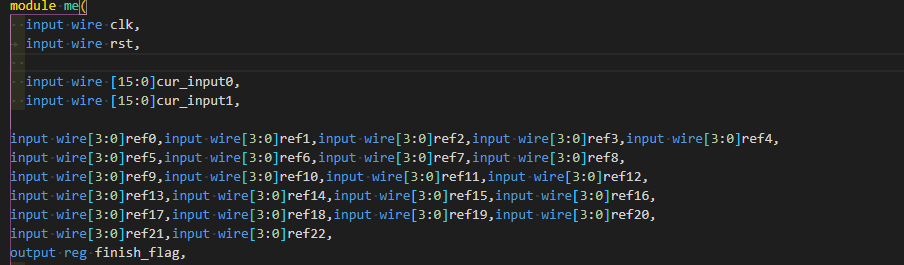 module me(
input wire clk,
input wire rst,
input wire [15:0]cur_input0,
input wire [15:0]cur_input1,
input wire[3:0]ref0,input wire[3:0]ref1,input wire[3:0]ref2,input wire[3:0]ref3,input wire[3:0]ref4,
input wire[3:0]ref5,input wire[3:0]ref6,input wire[3:0]ref7,input wire[3:0]ref8,
input wire[3:0]ref9,input wire[3:0]ref10,input wire[3:0]ref11,input wire[3:0]ref12,
input wire[3:0]ref13,input wire[3:0]ref14,input wire[3:0]ref15,input wire[3:0]ref16,
input wire[3:0]ref17,input wire[3:0]ref18,input wire[3:0]ref19,input wire[3:0]ref20,
input wire[3:0]ref21,input wire[3:0]ref22,
output reg finish_flag,